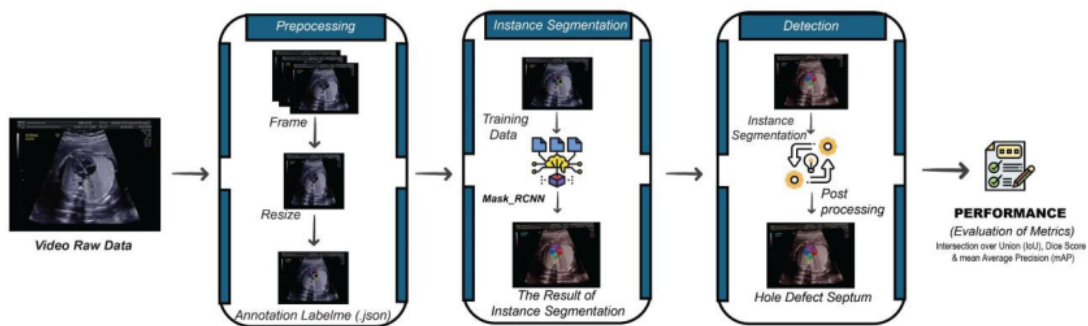 Prepocessing
Instance Segmentation
Detection
Frame
Training
Data
Instance
Segmentation
Mask_RCNN
Resize
Post
processing
Video Raw Data
Annotation Labelme (.json)
The Result of
Instance Segmentation
Hole Defect Septum
PERFORMANCE
(Evaluation of Metrics)
Intersection over Union (IoU), Dice Score
& mean Average Precision (mAP)